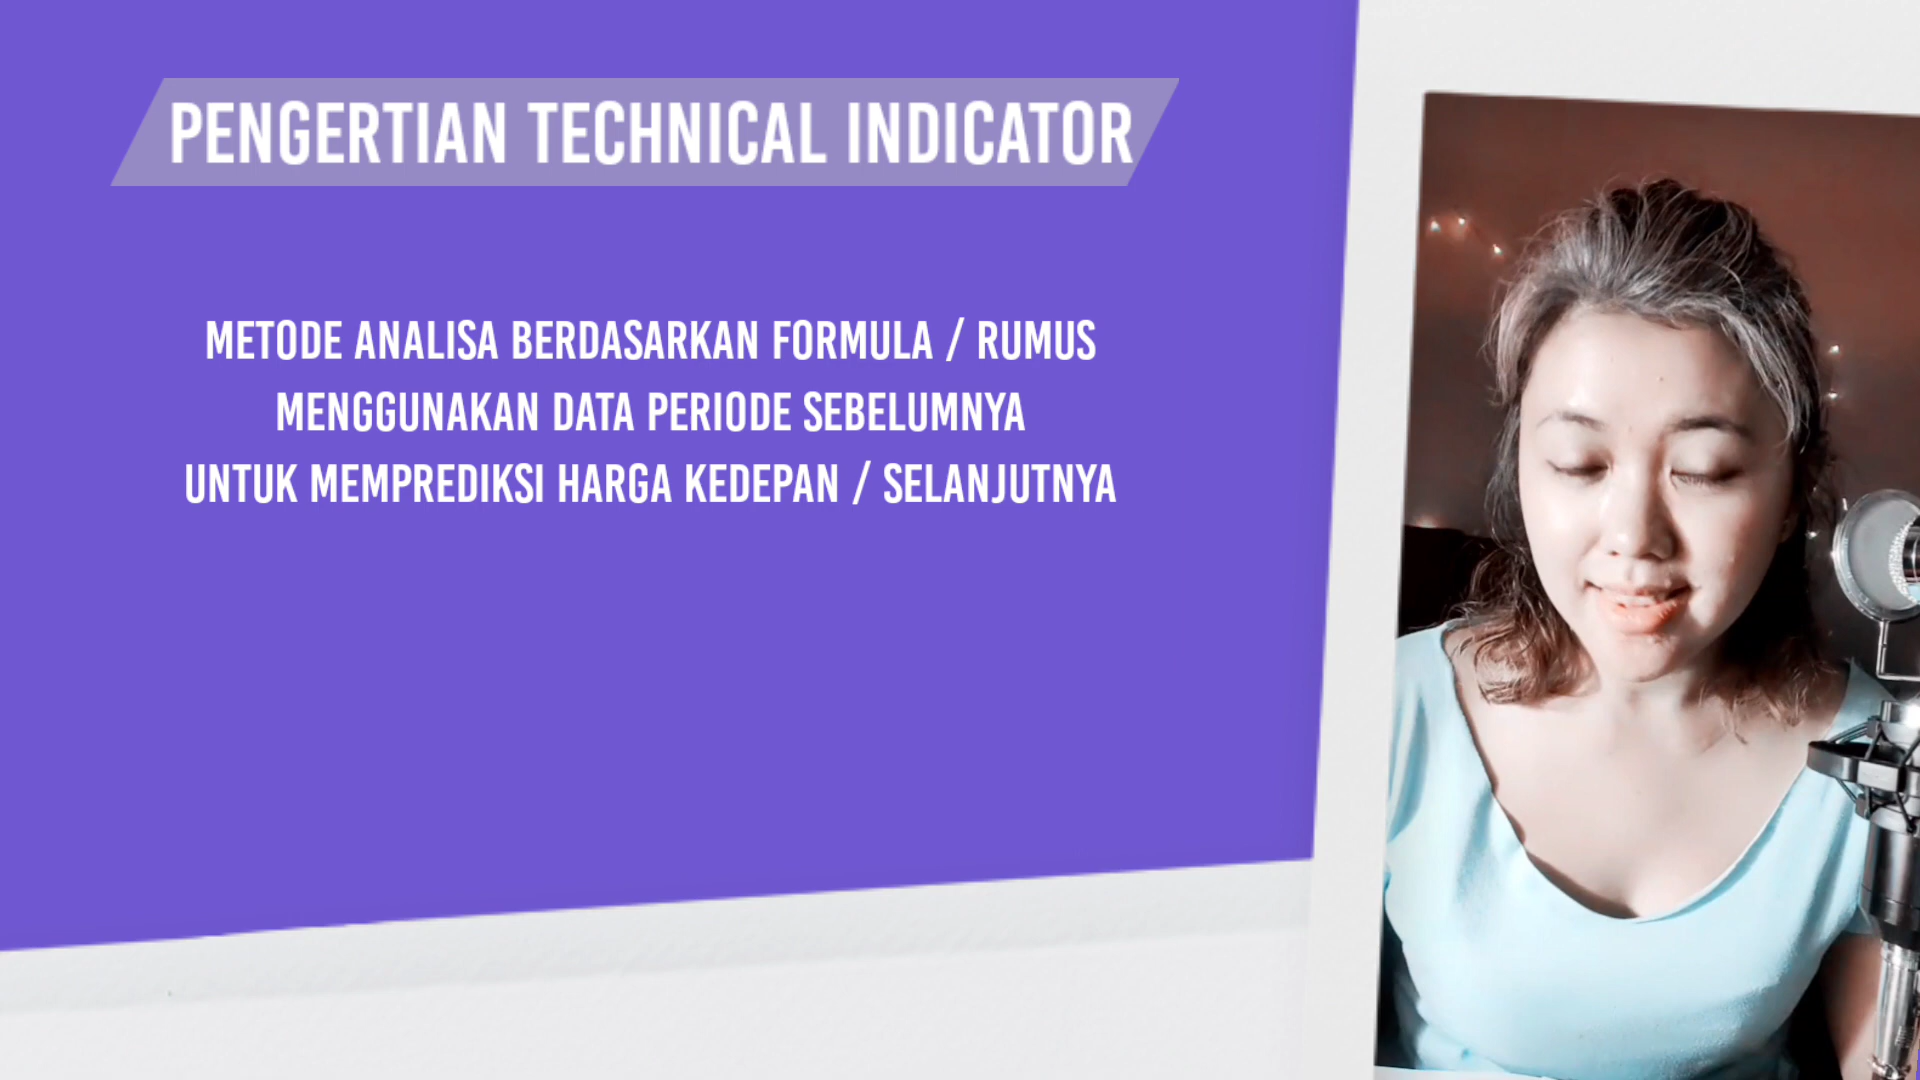 PENGERTIAN TECHNICAL INDICATOR
METODE ANALISA BERDASARKAN FORMULA / RUMUS
MENGGUNAKAN DATA PERIODE SEBELUMNYA
UNTUK MEMPREDIKSI HARGA KEDEPAN / SELANJUTNYA